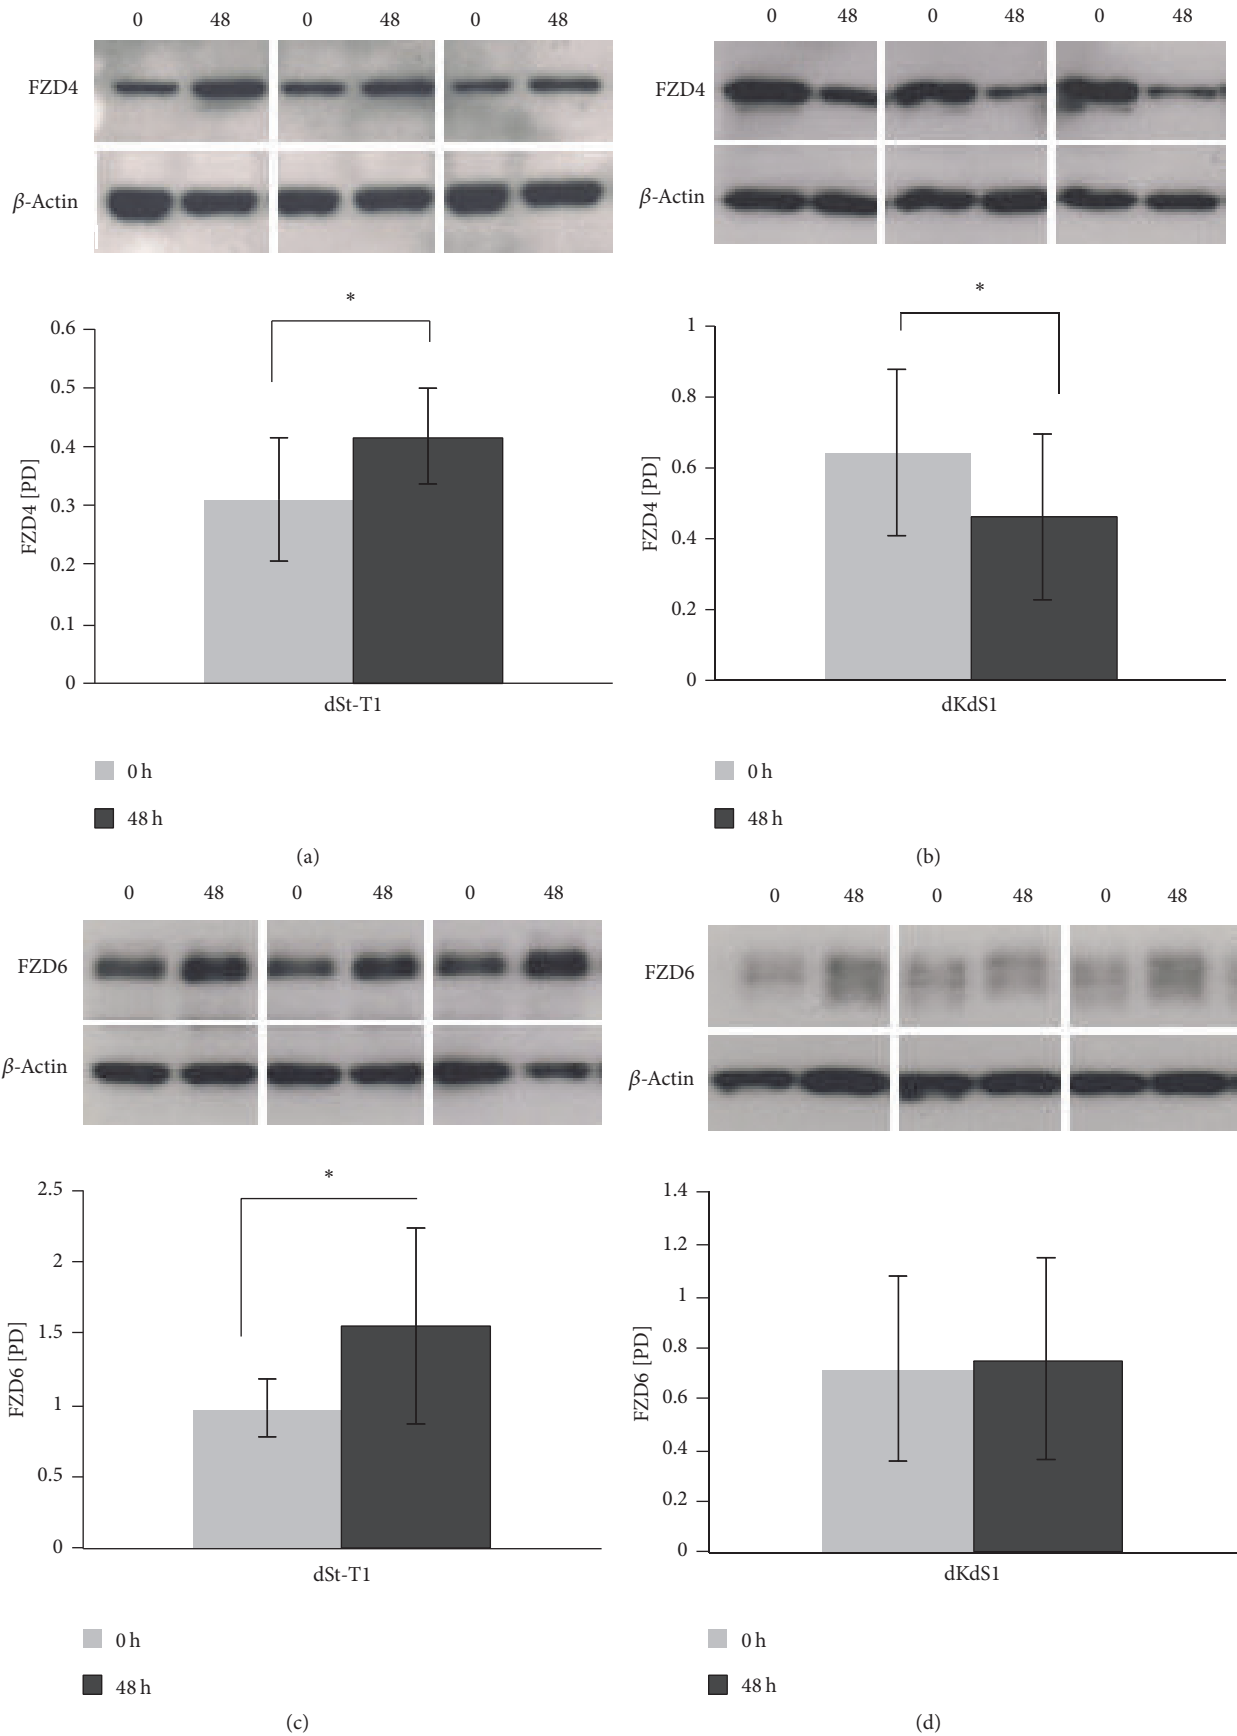 0 48 0 48 0 48
FZD4
β-Actin
*
0.6
0.5
0.4
0.3
0.2
0.1
0
FZD4 [PD]
dSt-T1
0 h
48 h
(a)
0 48 0 48 0 48
FZD4
β-Actin
*
1
0.8
0.6
0.4
0.2
0
FZD4 [PD]
dKdS1
0 h
48 h
(b)
0 48 0 48 0 48
FZD6
β-Actin
*
2.5
2
1.5
1
0.5
0
FZD6 [PD]
dSt-T1
0 h
48 h
(c)
0 48 0 48 0 48
FZD6
β-Actin
1.4
1.2
1
0.8
0.6
0.4
0.2
0
FZD6 [PD]
dKdS1
0 h
48 h
(d)